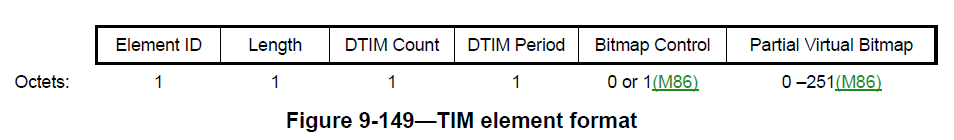 Element ID Length DTIM Count DTIM Period Bitmap Control Partial Virtual Bitmap
Octets: 1 1 1 1 0 or 1(M86) 0 –251(M86)
Figure 9-149—TIM element format